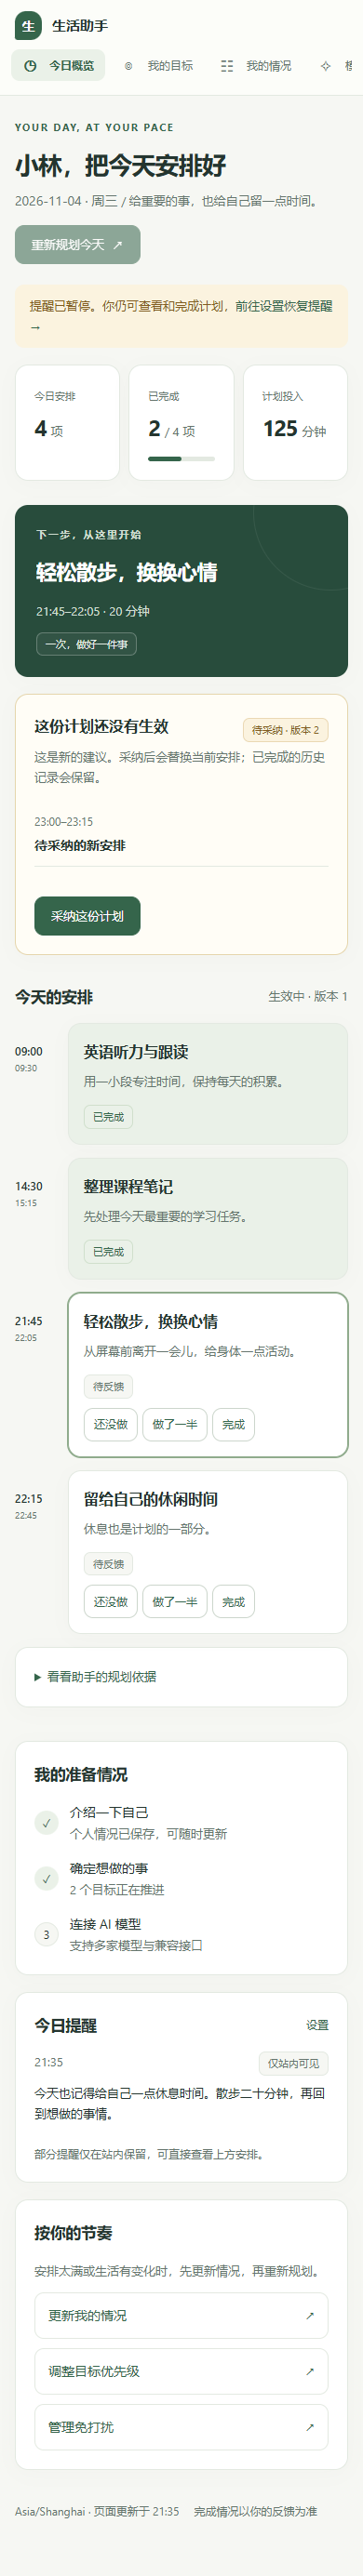 生 生活助手
今日概览 我的目标 我的情况
YOUR DAY, AT YOUR PACE
小林，把今天安排好
2026-11-04 · 周三 / 给重要的事，也给自己留一点时间。
重新规划今天 ↗
提醒已暂停。你仍可查看和完成计划，前往设置恢复提醒
→
今日安排
4 项
已完成
2 / 4 项
计划投入
125 分钟
下一步，从这里开始
轻松散步，换换心情
21:45–22:05 · 20 分钟
一次，做好一件事
这份计划还没有生效
待采纳 · 版本 2
这是新的建议。采纳后会替换当前安排；已完成的历史
记录会保留。
23:00–23:15
待采纳的新安排
采纳这份计划
今天的安排
生效中 · 版本 1
09:00
09:30
英语听力与跟读
用一小段专注时间，保持每天的积累。
已完成
14:30
15:15
整理课程笔记
先处理今天最重要的学习任务。
已完成
21:45
22:05
轻松散步，换换心情
从屏幕前离开一会儿，给身体一点活动。
待反馈
还没做 做了一半 完成
22:15
22:45
留给自己的休闲时间
休息也是计划的一部分。
待反馈
还没做 做了一半 完成
▶ 看看助手的规划依据
我的准备情况
✓ 介绍一下自己
个人情况已保存，可随时更新
✓ 确定想做的事
2 个目标正在推进
3 连接 AI 模型
支持多家模型与兼容接口
今日提醒
设置
21:35
仅站内可见
今天也记得给自己一点休息时间。散步二十分钟，再回
到想做的事情。
部分提醒仅在站内保留，可直接查看上方安排。
按你的节奏
安排太满或生活有变化时，先更新情况，再重新规划。
更新我的情况 ↗
调整目标优先级 ↗
管理免打扰 ↗
Asia/Shanghai · 页面更新于 21:35 完成情况以你的反馈为准